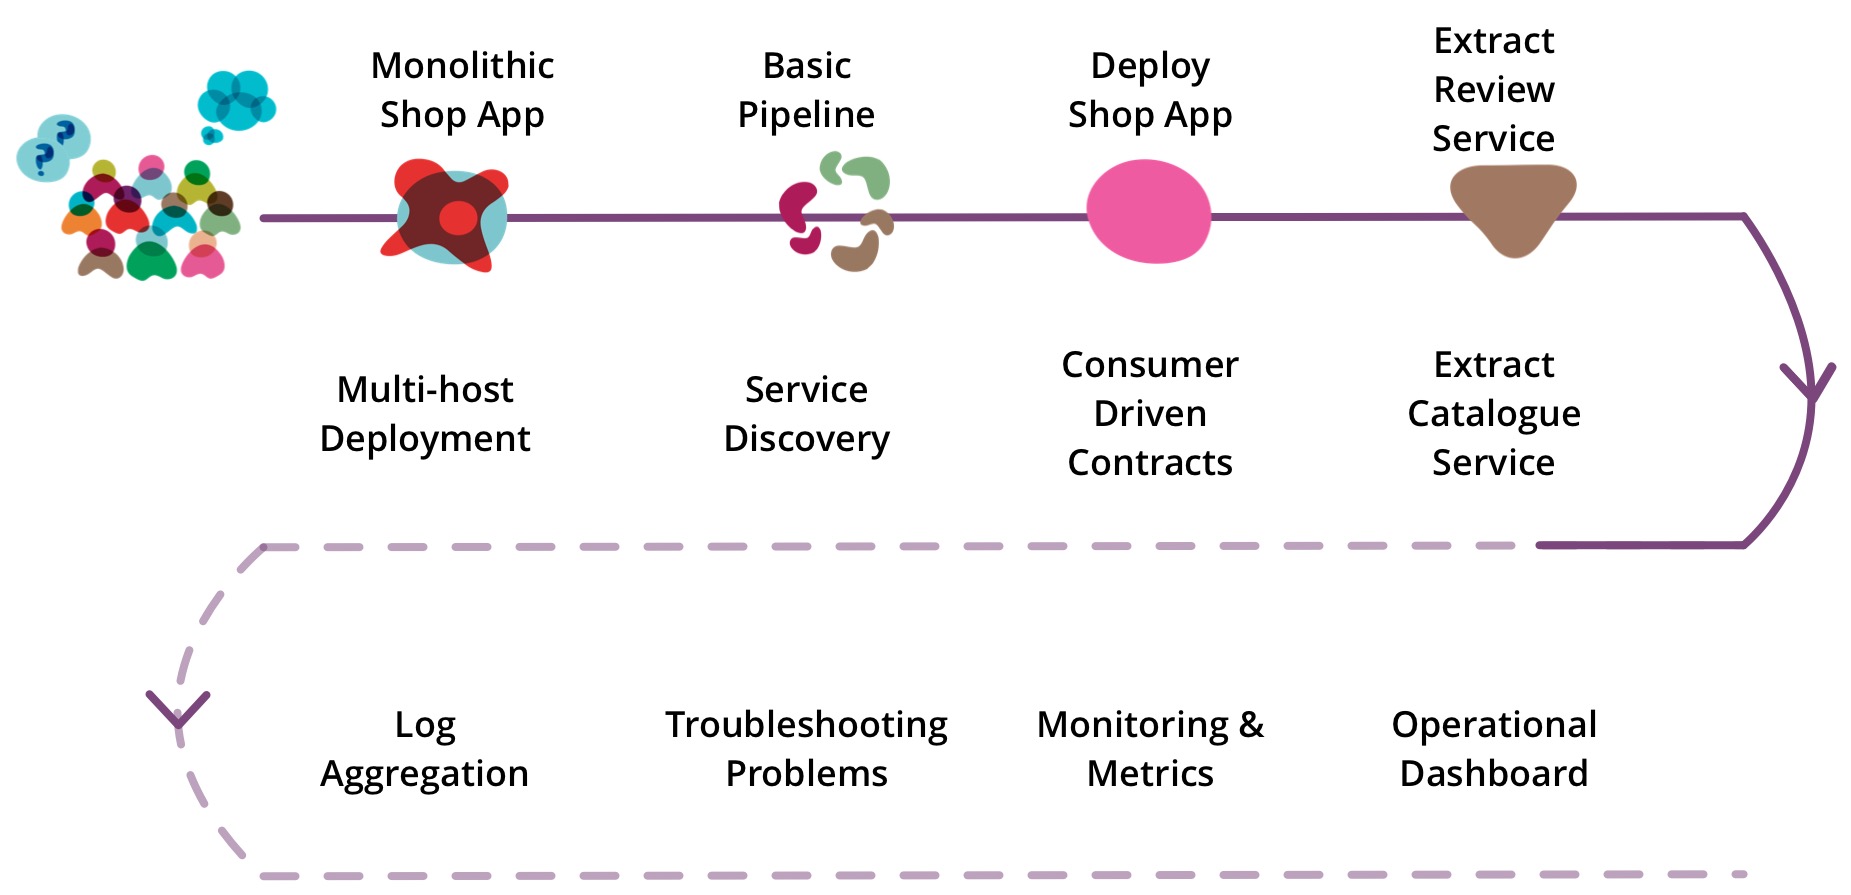 Monolithic
Shop App
Basic
Pipeline
Deploy
Shop App
Extract
Review
Service
? ?
Multi-host
Deployment
Service
Discovery
Consumer
Driven
Contracts
Extract
Catalogue
Service
Log
Aggregation
Troubleshooting
Problems
Monitoring &
Metrics
Operational
Dashboard